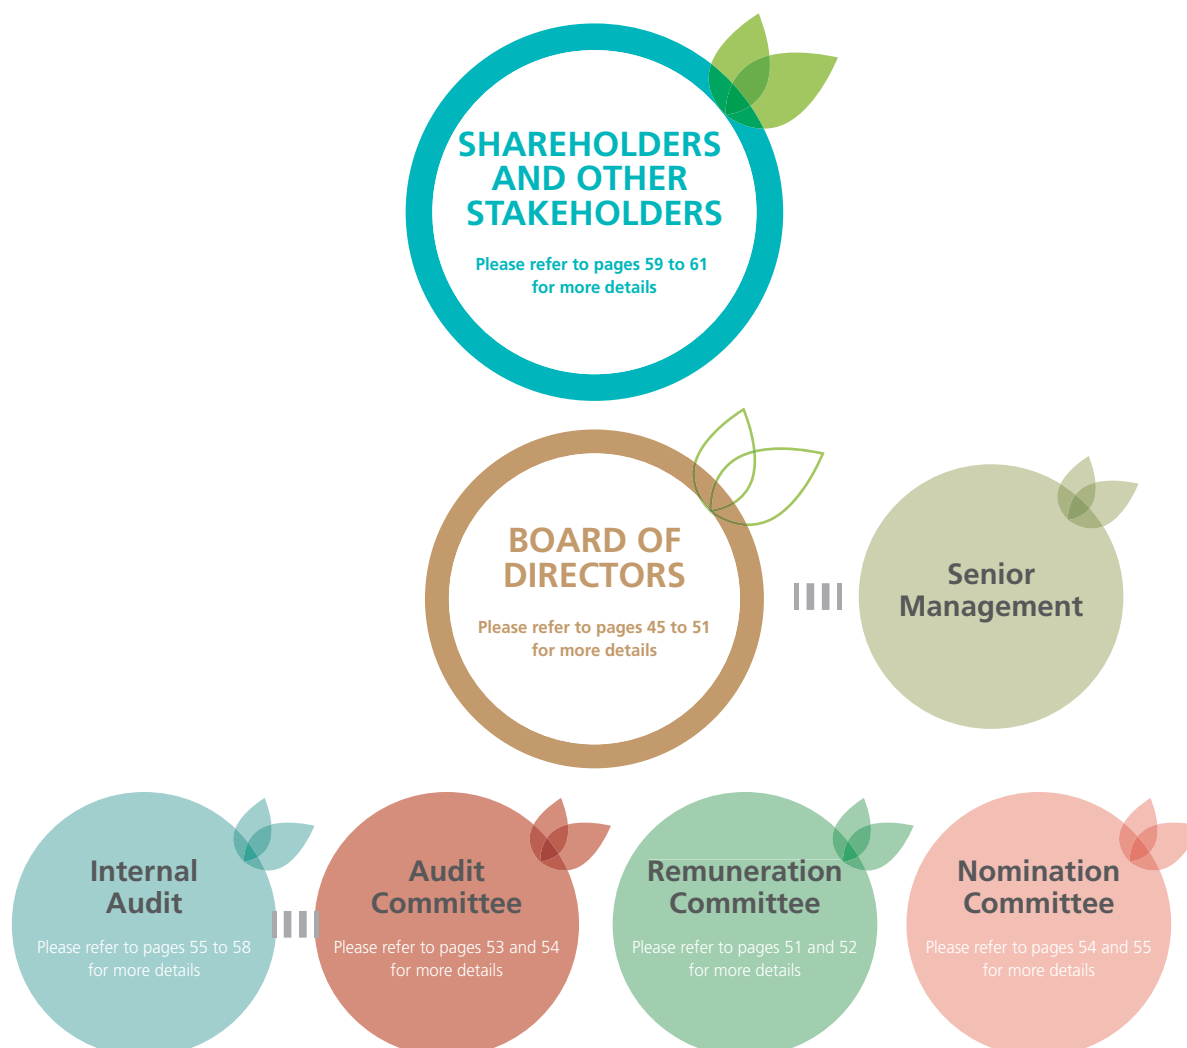 SHAREHOLDERS
AND OTHER
STAKEHOLDERS
Please refer to pages 59 to 61
for more details
BOARD OF
DIRECTORS
Please refer to pages 45 to 51
for more details
Senior
Management
Internal
Audit
Please refer to pages 55 to 58
for more details
Audit
Committee
Please refer to pages 53 and 54
for more details
Remuneration
Committee
Please refer to pages 51 and 52
for more details
Nomination
Committee
Please refer to pages 54 and 55
for more details